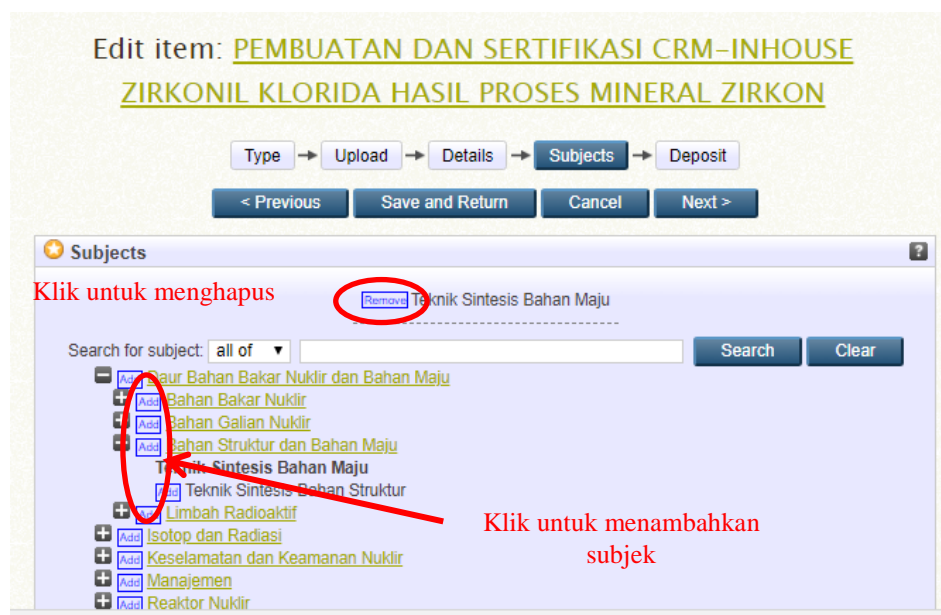 Edit item: PEMBUATAN DAN SERTIFIKASI CRM-INHOUSE
ZIRKONIL KLORIDA HASIL PROSES MINERAL ZIRKON
Type Upload Details Subjects Deposit
< Previous Save and Return Cancel Next >
Subjects ?
Klik untuk menghapus
Remove Teknik Sintesis Bahan Maju
Search for subject: all of Search Clear
Add Daur Bahan Bakar Nuklir dan Bahan Maju
Add Bahan Bakar Nuklir
Add Bahan Galian Nuklir
Add Bahan Struktur dan Bahan Maju
Teknik Sintesis Bahan Maju
Add Teknik Sintesis Bahan Struktur
Add Limbah Radioaktif
Add Isotop dan Radiasi
Add Keselamatan dan Keamanan Nuklir
Add Manajemen
Add Reaktor Nuklir
Klik untuk menambahkan
subjek